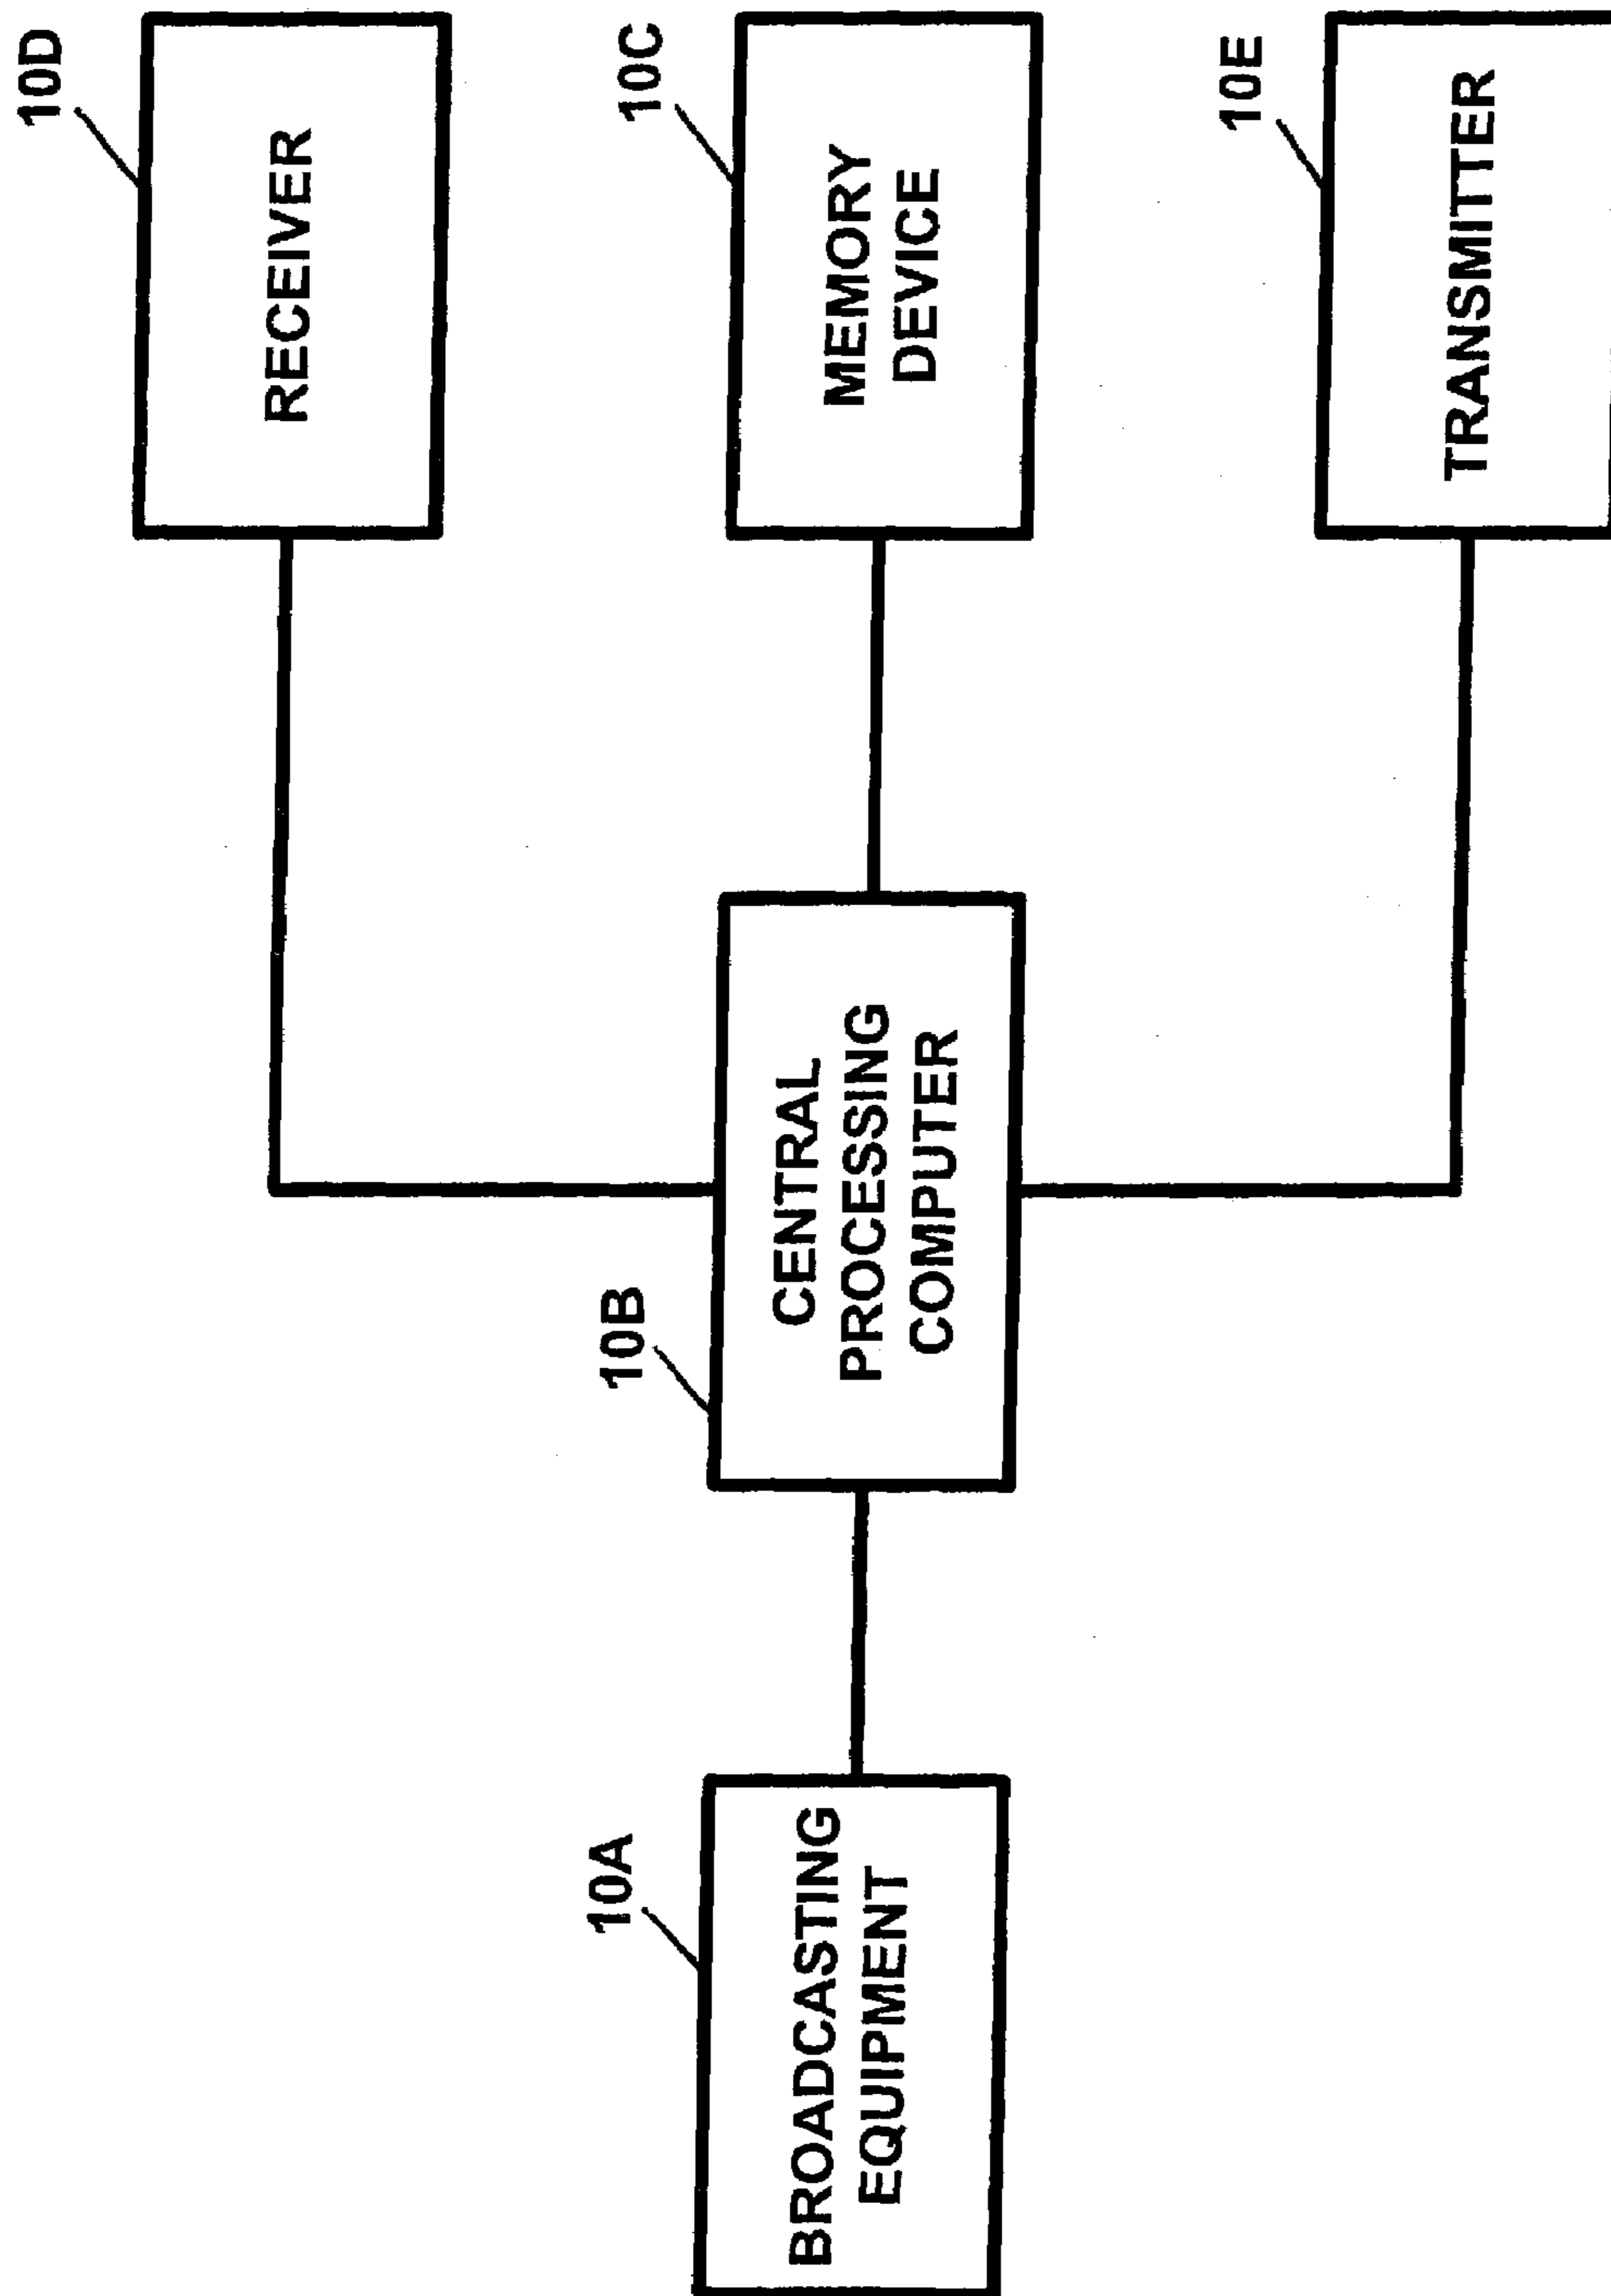 10D
RECEIVER
10C
MEMORY
DEVICE
10E
TRANSMITTER
10B
CENTRAL
PROCESSING
COMPUTER
10A
BROADCASTING
EQUIPMENT